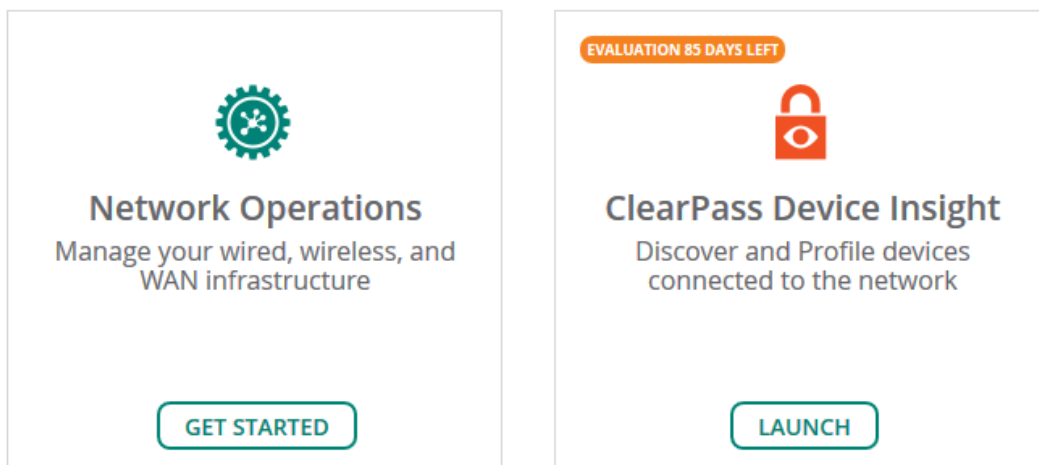 Network Operations
Manage your wired, wireless, and
WAN infrastructure
GET STARTED
EVALUATION 85 DAYS LEFT
ClearPass Device Insight
Discover and Profile devices
connected to the network
LAUNCH